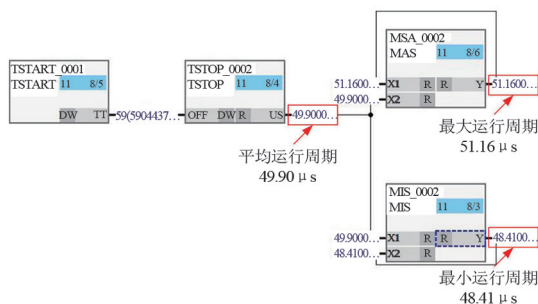 TSTART_0001
TSTART 11 8/5
DW TT
59(5904437…
TSTOP_0002
TSTOP 11 8/4
OFF DW R US
49.9000…
平均运行周期
49.90 μs
MSA_0002
MAS 11 8/6
51.1600… X1 R R Y 51.1600…
49.9000… X2 R
最大运行周期
51.16 μs
MIS_0002
MIS 11 8/3
49.9000… X1 R R Y 48.4100…
48.4100… X2 R
最小运行周期
48.41 μs